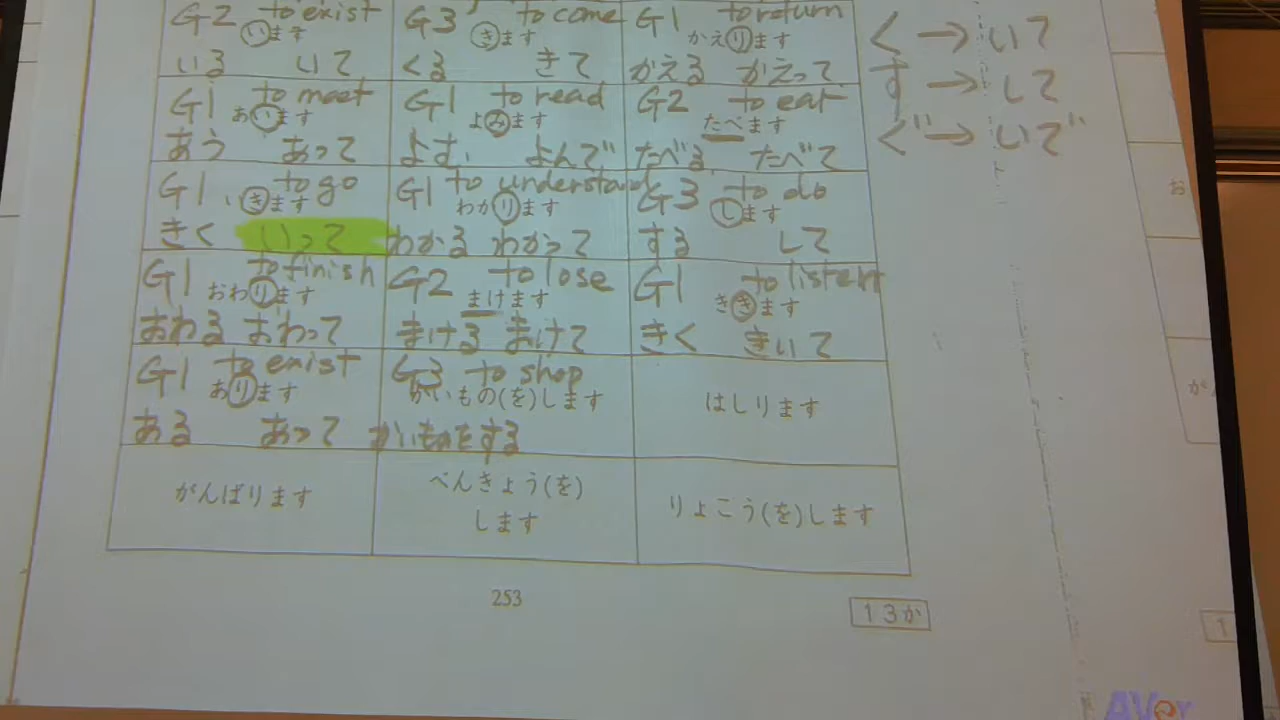 G2 to exist
います
いる いて
G3 to come
きます
くる きて
G1 to return
かえります
かえる かえって
く→いて
す→して
ぐ→いで
G1 to meet
あいます
あう あって
G1 to read
よみます
よむ よんで
G2 to eat
たべます
たべる たべて
G1 to go
いきます
きく いって
G1 to understand
わかります
わかる わかって
G3 to do
します
する して
G1 to finish
おわります
おわる おわって
G2 to lose
まけます
まける まけて
G1 to listen
ききます
きく きいて
G1 to exist
あります
ある あって
G3 to shop
かいもの(を)します
かいものをする
はしります
がんばります
べんきょう(を)
します
りょこう(を)します
253
13か
お
が
1
AVer